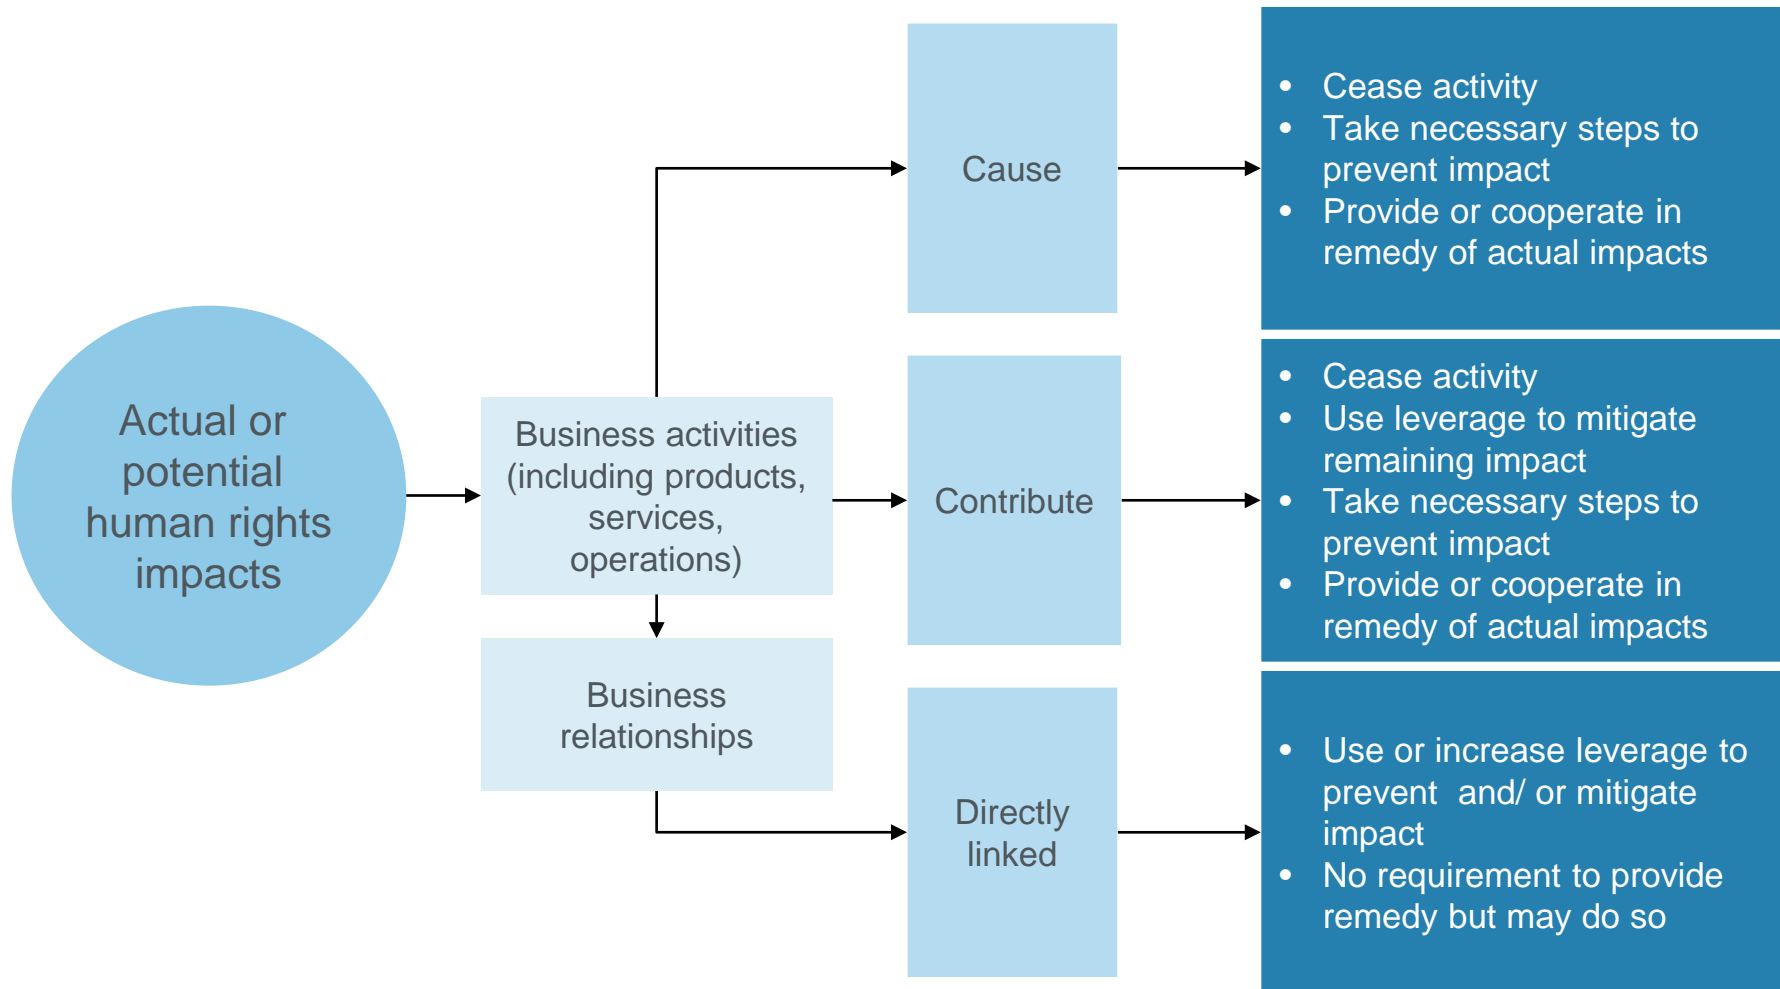 Actual or
potential
human rights
impacts
Business activities
(including products,
services,
operations)
Business
relationships
Cause
Contribute
Directly
linked
• Cease activity
• Take necessary steps to
prevent impact
• Provide or cooperate in
remedy of actual impacts
• Cease activity
• Use leverage to mitigate
remaining impact
• Take necessary steps to
prevent impact
• Provide or cooperate in
remedy of actual impacts
• Use or increase leverage to
prevent  and/ or mitigate
impact
• No requirement to provide
remedy but may do so